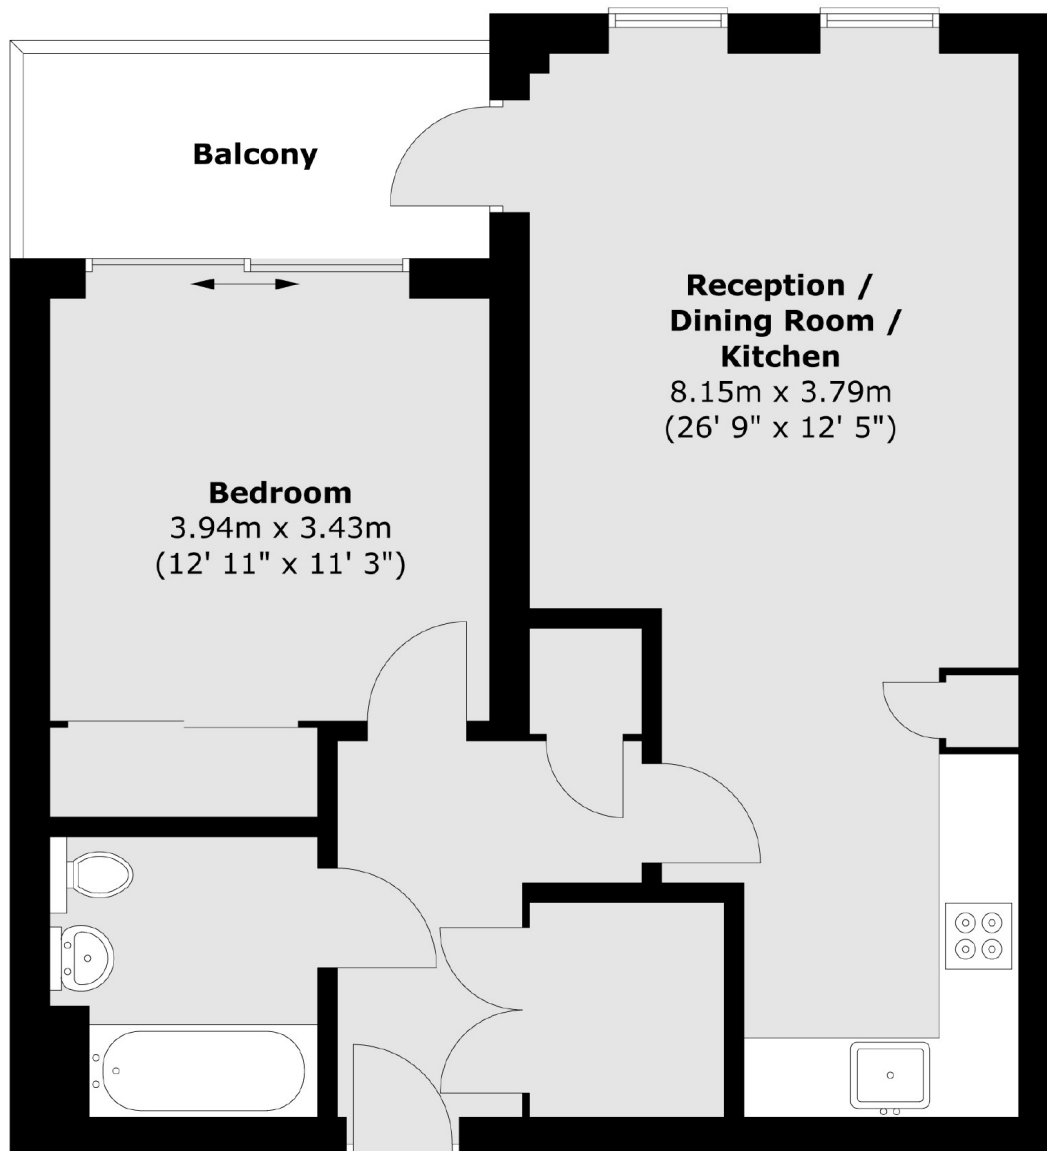 Balcony
Reception /
Dining Room /
Kitchen
8.15m x 3.79m
(26' 9" x 12' 5")
Bedroom
3.94m x 3.43m
(12' 11" x 11' 3")